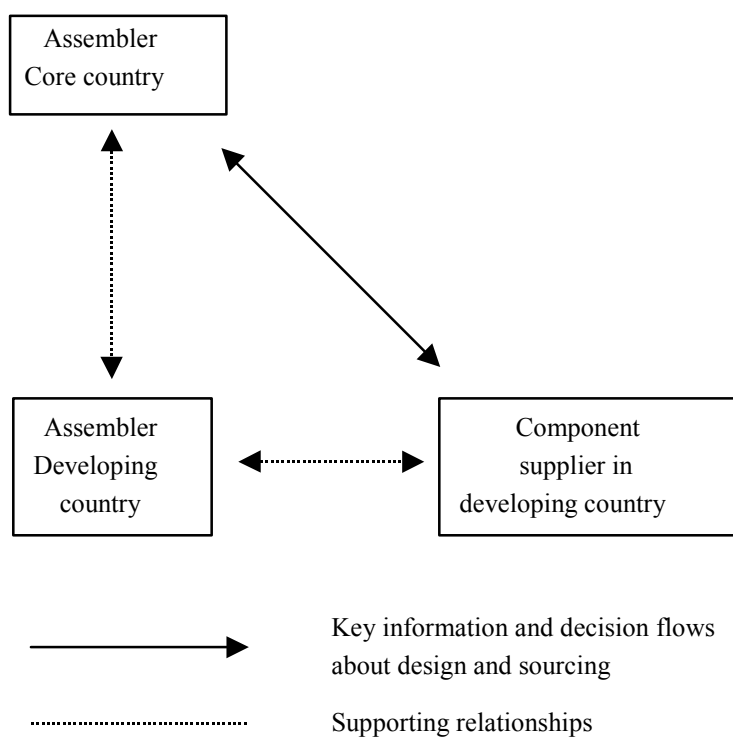 Assembler
Core country
Assembler
Developing
country
Component
supplier in
developing country
Key information and decision flows
about design and sourcing
Supporting relationships